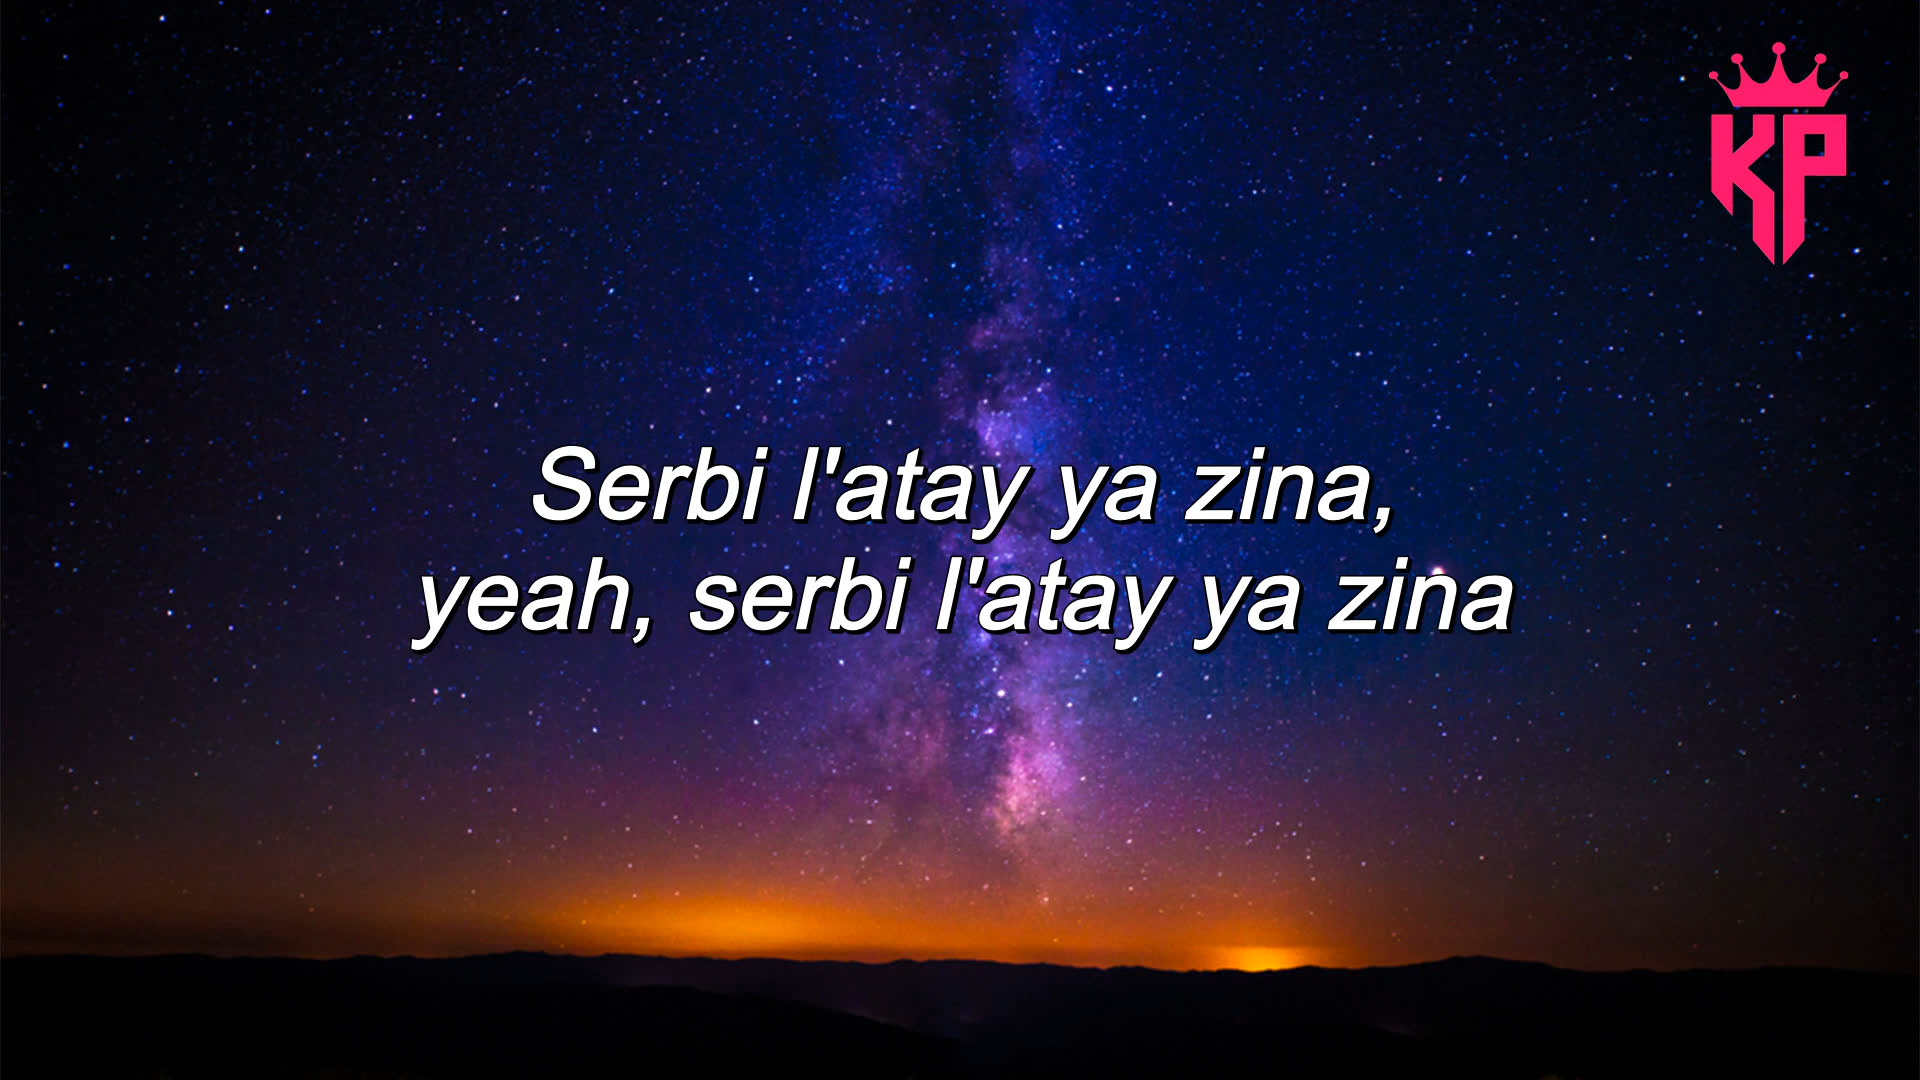 KP
Serbi l'atay ya zina,
yeah, serbi l'atay ya zina